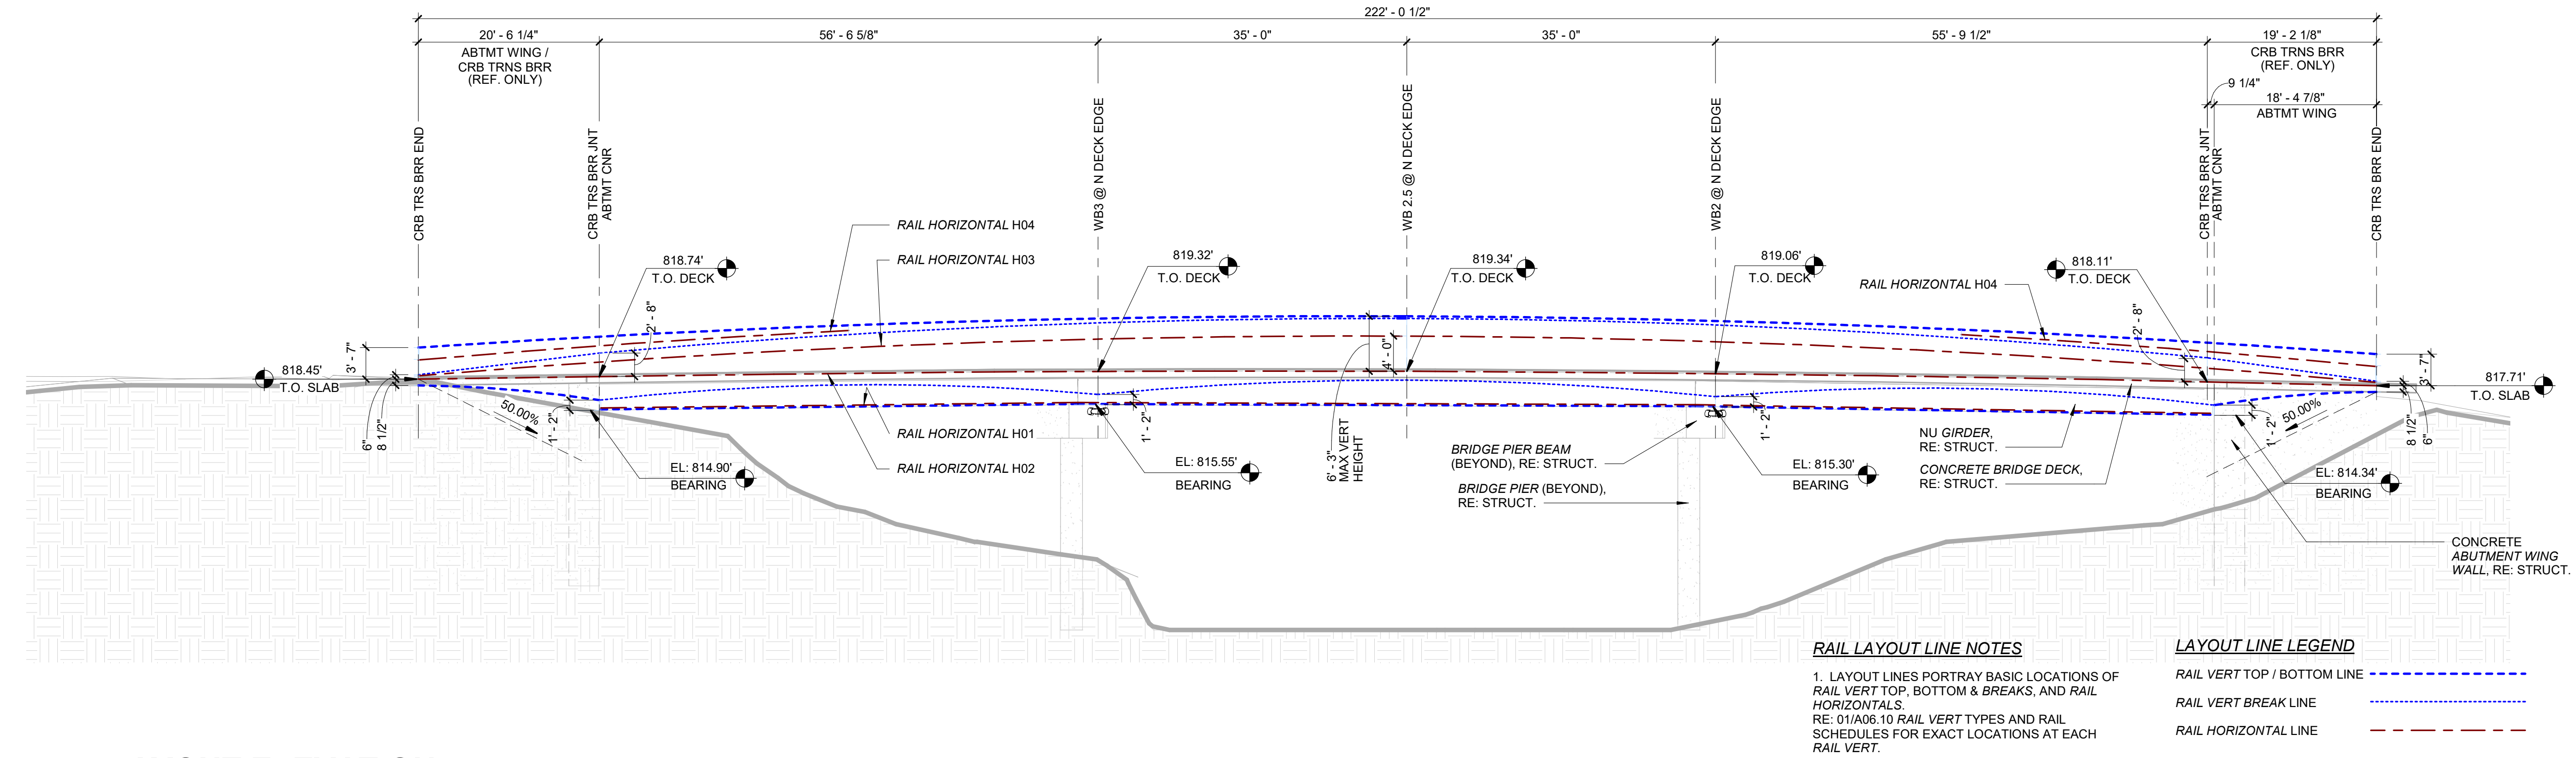 222' - 0 1/2"
20' - 6 1/4"
56' - 6 5/8"
35' - 0"
35' - 0"
55' - 9 1/2"
19' - 2 1/8"
ABTMT WING /
CRB TRNS BRR
(REF. ONLY)
CRB TRNS BRR
(REF. ONLY)
9 1/4"
18' - 4 7/8"
ABTMT WING
CRB TRS BRR END
CRB TRS BRR JNT
ABTMT CNR
WB3 @ N DECK EDGE
WB 2.5 @ N DECK EDGE
WB2 @ N DECK EDGE
CRB TRS BRR JNT
ABTMT CNR
CRB TRS BRR END
RAIL HORIZONTAL H04
RAIL HORIZONTAL H03
818.74'
T.O. DECK
819.32'
T.O. DECK
819.34'
T.O. DECK
819.06'
T.O. DECK
818.11'
T.O. DECK
RAIL HORIZONTAL H04
2' - 8"
2' - 8"
3' - 7"
3' - 7"
4' - 0"
818.45'
T.O. SLAB
817.71'
T.O. SLAB
6"
8 1/2"
50.00%
1' - 2"
RAIL HORIZONTAL H01
RAIL HORIZONTAL H02
1' - 2"
6' - 3"
MAX VERT
HEIGHT
1' - 2"
50.00%
1' - 2"
8 1/2"
6"
EL: 814.90'
BEARING
EL: 815.55'
BEARING
EL: 815.30'
BEARING
EL: 814.34'
BEARING
BRIDGE PIER BEAM
(BEYOND), RE: STRUCT.
BRIDGE PIER (BEYOND),
RE: STRUCT.
NU GIRDER,
RE: STRUCT.
CONCRETE BRIDGE DECK,
RE: STRUCT.
CONCRETE
ABUTMENT WING
WALL, RE: STRUCT.
RAIL LAYOUT LINE NOTES
1. LAYOUT LINES PORTRAY BASIC LOCATIONS OF
RAIL VERT TOP, BOTTOM & BREAKS, AND RAIL
HORIZONTALS.
RE: 01/A06.10 RAIL VERT TYPES AND RAIL
SCHEDULES FOR EXACT LOCATIONS AT EACH
RAIL VERT.
LAYOUT LINE LEGEND
RAIL VERT TOP / BOTTOM LINE
RAIL VERT BREAK LINE
RAIL HORIZONTAL LINE